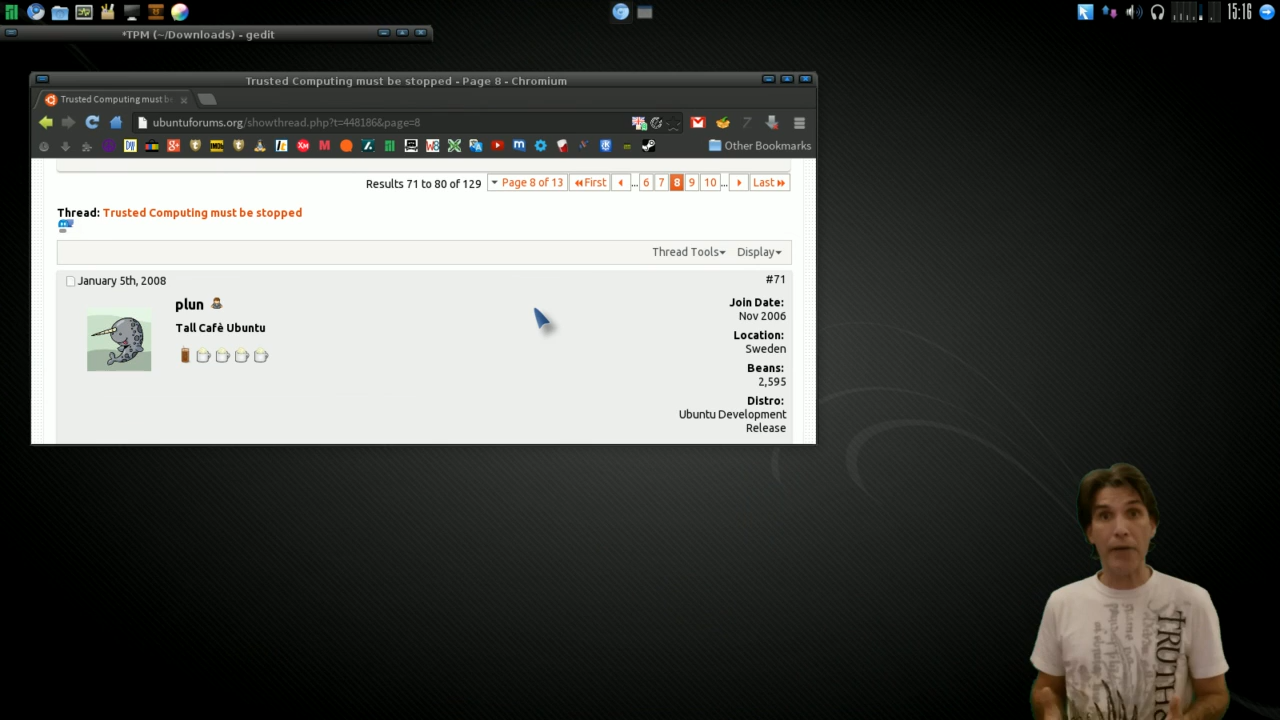 15:16
*TPM (~/Downloads) - gedit
Trusted Computing must be stopped - Page 8 - Chromium
Trusted Computing must be
ubuntuforums.org/showthread.php?t=448186&page=8
Other Bookmarks
Results 71 to 80 of 129 Page 8 of 13 First ... 6 7 8 9 10 ... Last
Thread: Trusted Computing must be stopped
Thread Tools Display
January 5th, 2008 #71
plun
Tall Cafè Ubuntu
Join Date:
Nov 2006
Location:
Sweden
Beans:
2,595
Distro:
Ubuntu Development
Release
TRUTH